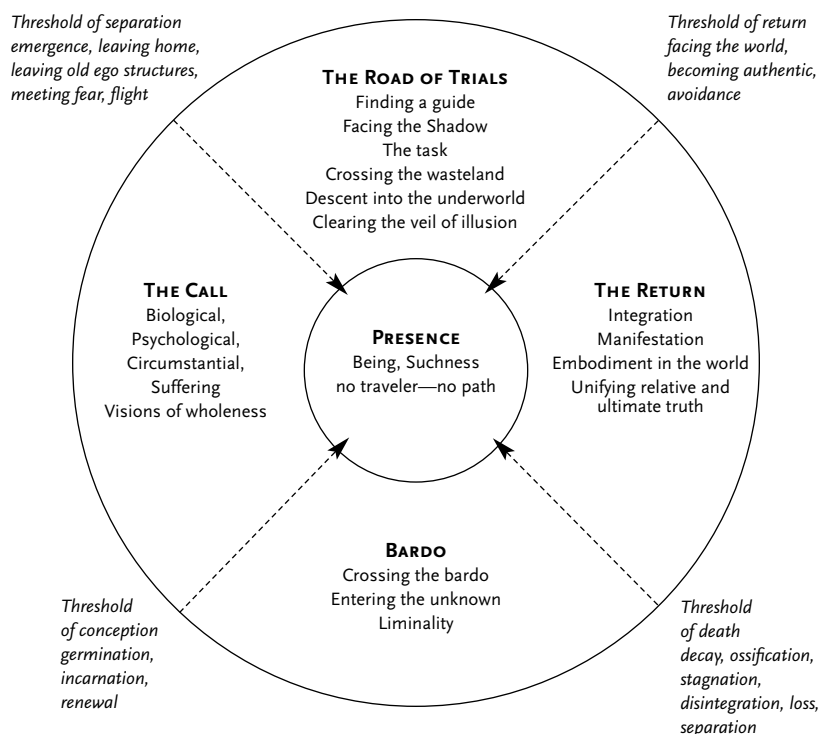 Threshold of separation
emergence, leaving home,
leaving old ego structures,
meeting fear, flight
Threshold of return
facing the world,
becoming authentic,
avoidance
The Road of Trials
Finding a guide
Facing the Shadow
The task
Crossing the wasteland
Descent into the underworld
Clearing the veil of illusion
The Call
Biological,
Psychological,
Circumstantial,
Suffering
Visions of wholeness
Presence
Being, Suchness
no traveler—no path
The Return
Integration
Manifestation
Embodiment in the world
Unifying relative and
ultimate truth
Bardo
Crossing the bardo
Entering the unknown
Liminality
Threshold
of conception
germination,
incarnation,
renewal
Threshold
of death
decay, ossification,
stagnation,
disintegration, loss,
separation